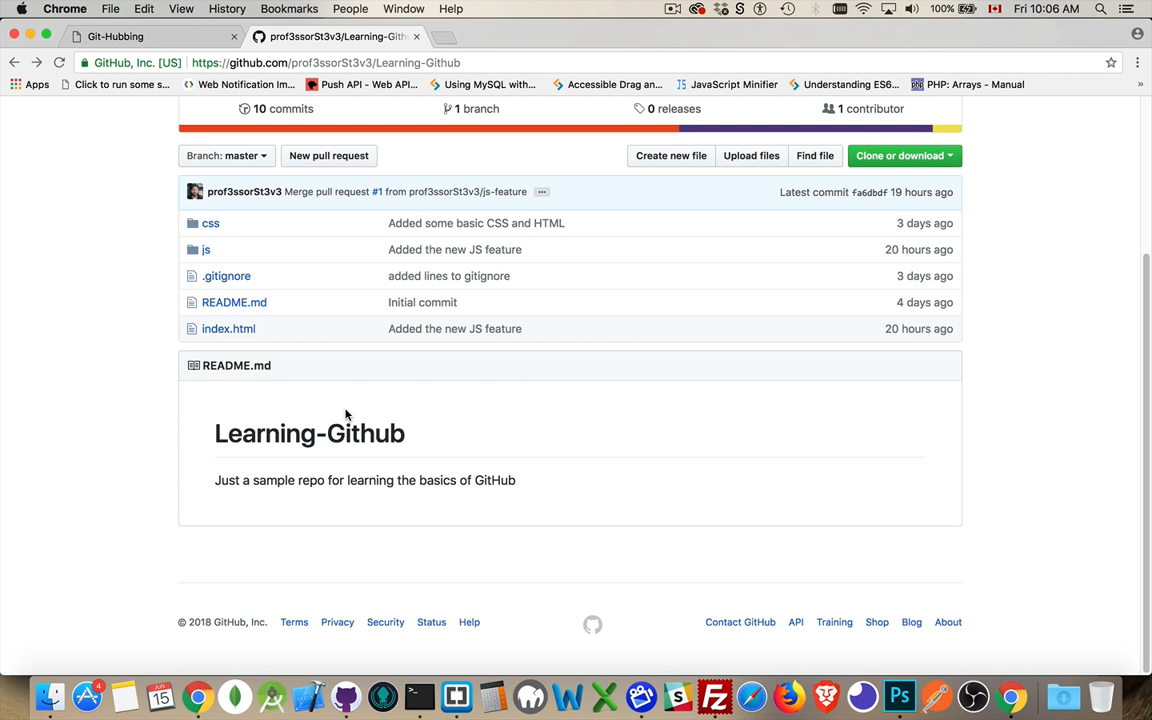 Chrome File Edit View History Bookmarks People Window Help 100% Fri 10:06 AM
Git-Hubbing prof3ssorSt3v3/Learning-Gith
GitHub, Inc. [US] https://github.com/prof3ssorSt3v3/Learning-Github
Apps Click to run some s... Web Notification Im... Push API - Web API... Using MySQL with... Accessible Drag an... JavaScript Minifier Understanding ES6... PHP: Arrays - Manual »
10 commits 1 branch 0 releases 1 contributor
Branch: master New pull request Create new file Upload files Find file Clone or download
prof3ssorSt3v3 Merge pull request #1 from prof3ssorSt3v3/js-feature ... Latest commit fa6dbdf 19 hours ago
css Added some basic CSS and HTML 3 days ago
js Added the new JS feature 20 hours ago
.gitignore added lines to gitignore 3 days ago
README.md Initial commit 4 days ago
index.html Added the new JS feature 20 hours ago
README.md
Learning-Github
Just a sample repo for learning the basics of GitHub
© 2018 GitHub, Inc. Terms Privacy Security Status Help Contact GitHub API Training Shop Blog About
4 JUN 15 W X S Fz Ps